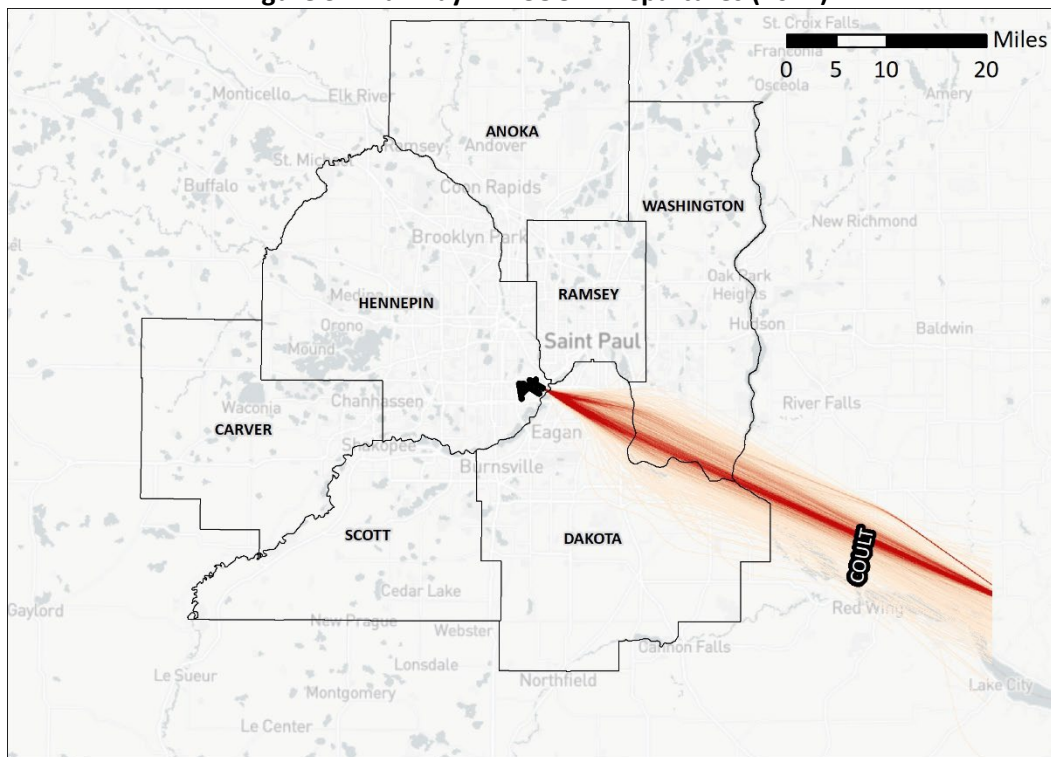 St. Croix Falls
Franconia
Miles
0 5 10 20
Osceola
Amery
Monticello
Elk River
ANOKA
Ramsey
Andover
St. Michael
Buffalo
Coon Rapids
WASHINGTON
New Richmond
Brooklyn Park
Oak Park
Heights
Medina
HENNEPIN
RAMSEY
Orono
Mound
Saint Paul
Hudson
Baldwin
Waconia
Chanhassen
River Falls
CARVER
Eagan
Shakopee
Burnsville
SCOTT
DAKOTA
COULT
Cedar Lake
Red Wing
Gaylord
New Prague
Webster
Cannon Falls
Le Sueur
Lonsdale
Northfield
Montgomery
Lake City
Le Center